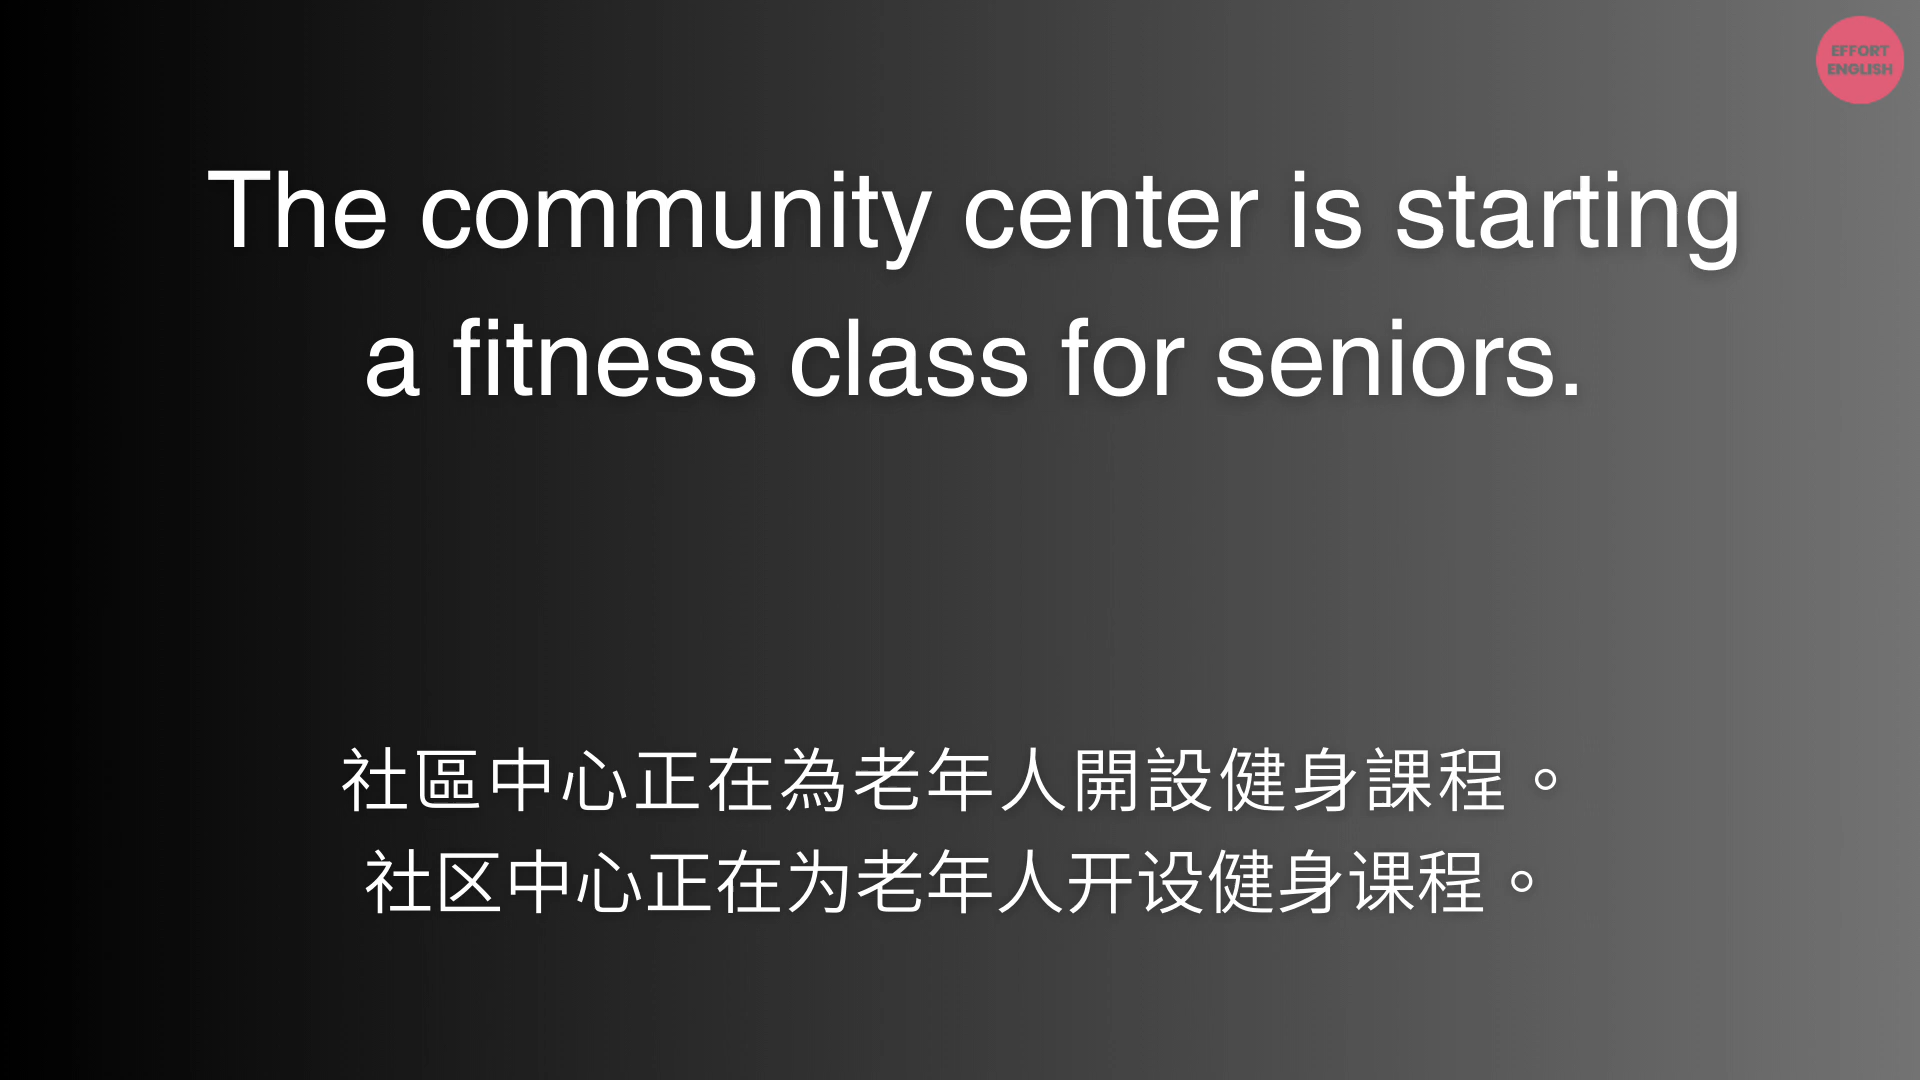 EFFORT
ENGLISH
The community center is starting
a fitness class for seniors.
社區中心正在為老年人開設健身課程。
社区中心正在为老年人开设健身课程。